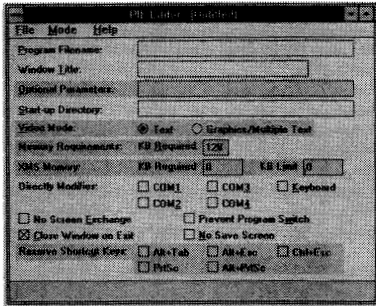 PIF Editor - (Untitled)
File Mode Help
Program Filename:
Window Title:
Optional Parameters:
Start-up Directory:
Video Mode: Text Graphics/Multiple Text
Memory Requirements: KB Required 128
XMS Memory: KB Required 0 KB Limit 0
Directly Modifies: COM1 COM3 Keyboard
COM2 COM4
No Screen Exchange Prevent Program Switch
Close Window on Exit No Save Screen
Reserve Shortcut Keys: Alt+Tab Alt+Esc Ctrl+Esc
PrtSc Alt+PrtSc